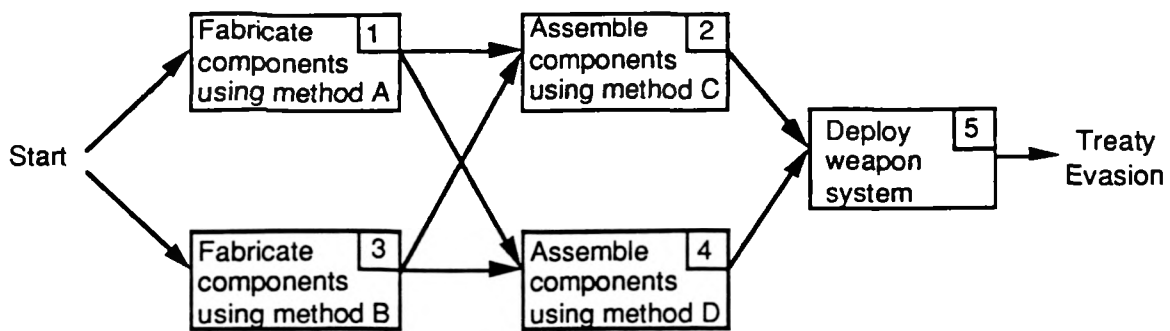 Start
Fabricate 1
components
using method A
Assemble 2
components
using method C
Fabricate 3
components
using method B
Assemble 4
components
using method D
Deploy 5
weapon
system
Treaty
Evasion